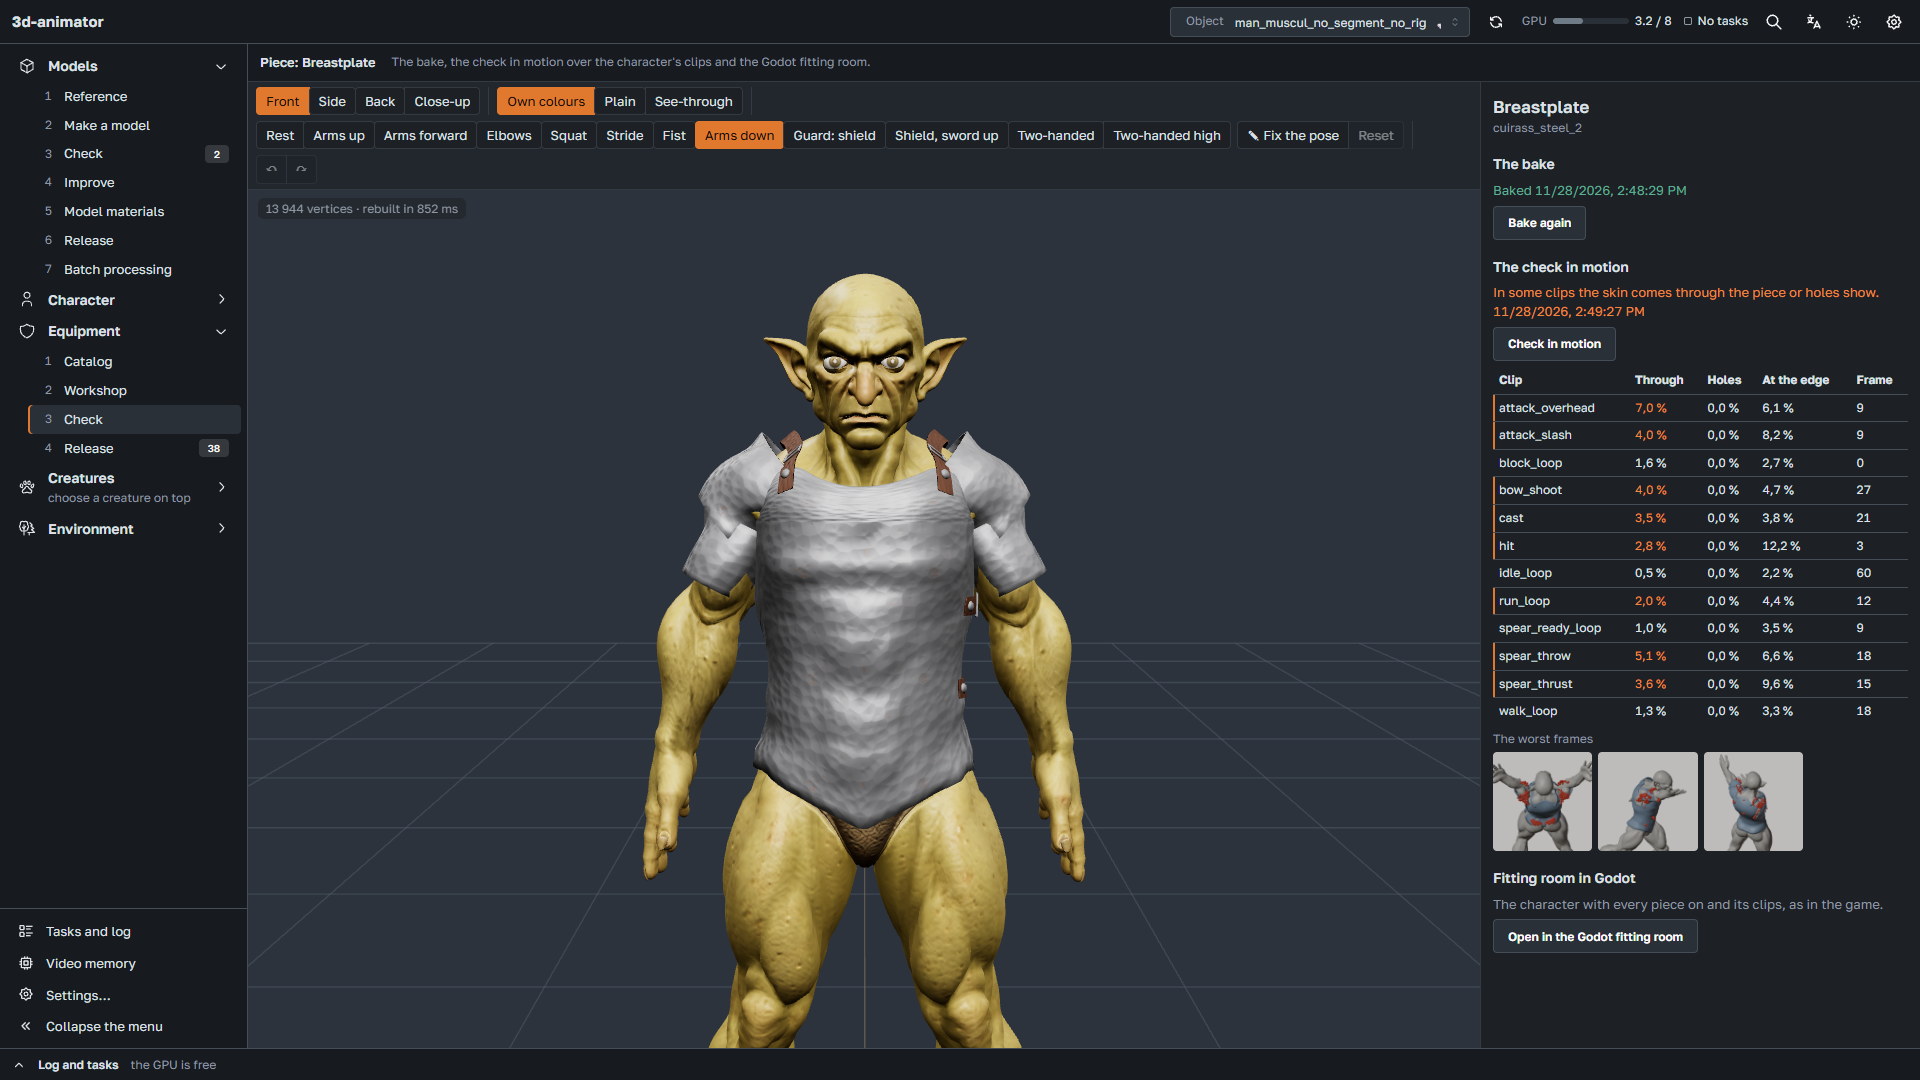 3d-animator
Object man_muscul_no_segment_no_rig
GPU 3.2 / 8 No tasks
Models
1 Reference
2 Make a model
3 Check 2
4 Improve
5 Model materials
6 Release
7 Batch processing
Character
Equipment
1 Catalog
2 Workshop
3 Check
4 Release 38
Creatures
choose a creature on top
Environment
Tasks and log
Video memory
Settings...
Collapse the menu
Piece: Breastplate The bake, the check in motion over the character's clips and the Godot fitting room.
Front Side Back Close-up Own colours Plain See-through
Rest Arms up Arms forward Elbows Squat Stride Fist Arms down Guard: shield Shield, sword up Two-handed Two-handed high Fix the pose Reset
13 944 vertices · rebuilt in 852 ms
Breastplate
cuirass_steel_2
The bake
Baked 11/28/2026, 2:48:29 PM
Bake again
The check in motion
In some clips the skin comes through the piece or holes show.
11/28/2026, 2:49:27 PM
Check in motion
Clip Through Holes At the edge Frame
attack_overhead 7,0 % 0,0 % 6,1 % 9
attack_slash 4,0 % 0,0 % 8,2 % 9
block_loop 1,6 % 0,0 % 2,7 % 0
bow_shoot 4,0 % 0,0 % 4,7 % 27
cast 3,5 % 0,0 % 3,8 % 21
hit 2,8 % 0,0 % 12,2 % 3
idle_loop 0,5 % 0,0 % 2,2 % 60
run_loop 2,0 % 0,0 % 4,4 % 12
spear_ready_loop 1,0 % 0,0 % 3,5 % 9
spear_throw 5,1 % 0,0 % 6,6 % 18
spear_thrust 3,6 % 0,0 % 9,6 % 15
walk_loop 1,3 % 0,0 % 3,3 % 18
The worst frames
Fitting room in Godot
The character with every piece on and its clips, as in the game.
Open in the Godot fitting room
Log and tasks the GPU is free